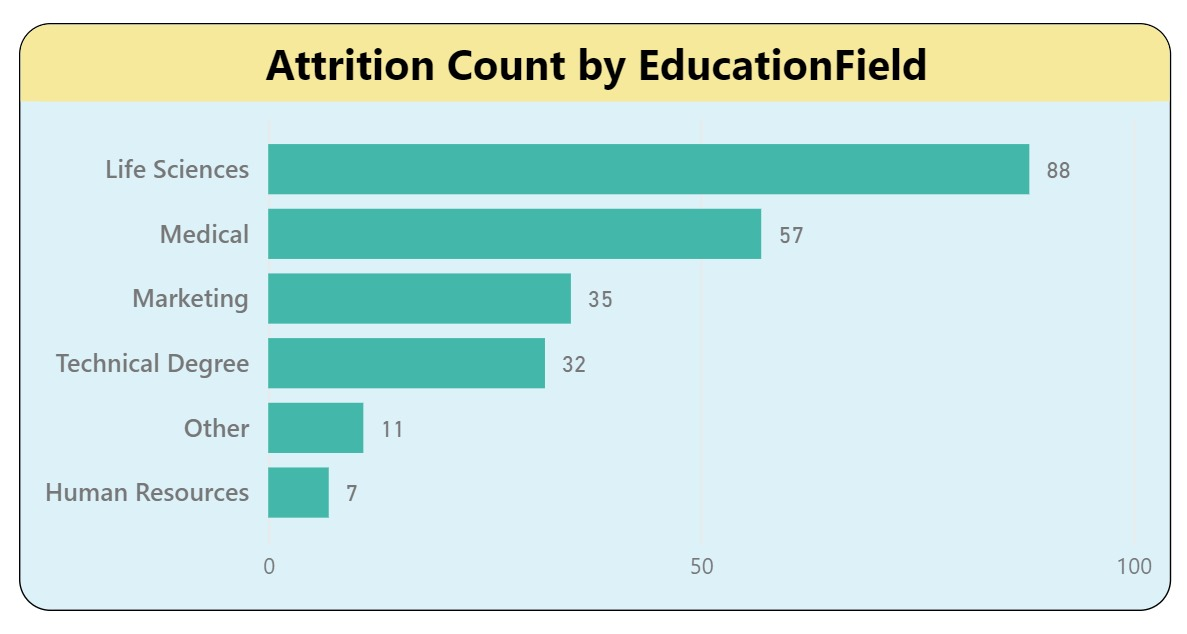 Attrition Count by EducationField
Life Sciences 88
Medical 57
Marketing 35
Technical Degree 32
Other 11
Human Resources 7
0 50 100